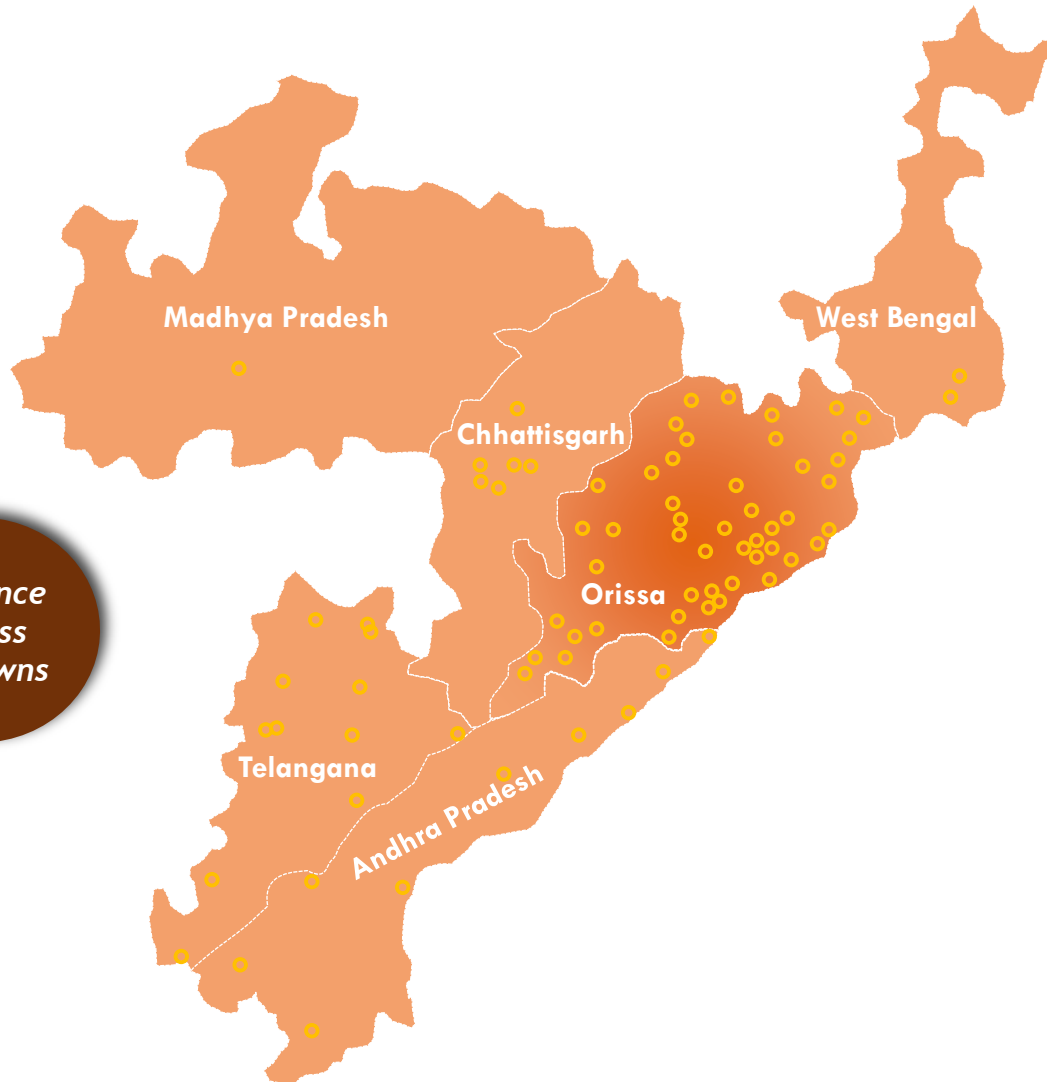 Madhya Pradesh
West Bengal
Chhattisgarh
Orissa
Telangana
Andhra Pradesh